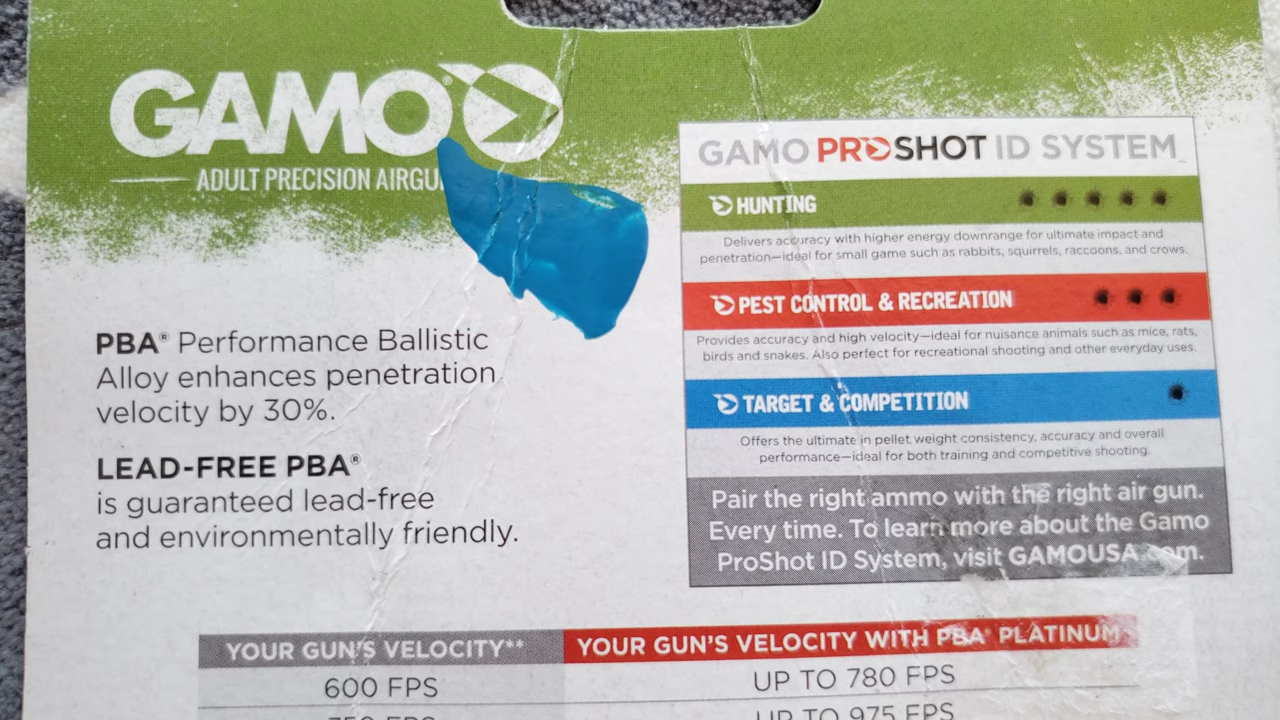 GAMO®
ADULT PRECISION
PBA® Performance Ballistic
Alloy enhances penetration
velocity by 30%.
LEAD-FREE PBA®
is guaranteed lead-free
and environmentally friendly.
GAMO PROSHOT ID SYSTEM
HUNTING
Delivers accuracy with higher energy downrange for ultimate impact and
penetration—ideal for small game such as rabbits, squirrels, raccoons, and crows.
PEST CONTROL & RECREATION
Provides accuracy and high velocity—ideal for nuisance animals such as mice, rats,
birds and snakes. Also perfect for recreational shooting and other everyday uses.
TARGET & COMPETITION
Offers the ultimate in pellet weight consistency, accuracy and overall
performance—ideal for both training and competitive shooting.
Pair the right ammo with the right air gun.
Every time. To learn more about the Gamo
ProShot ID System, visit GAMOUSA.com.
YOUR GUN'S VELOCITY** YOUR GUN'S VELOCITY WITH PBA® PLATINUM
600 FPS UP TO 780 FPS
750 FPS UP TO 975 FPS